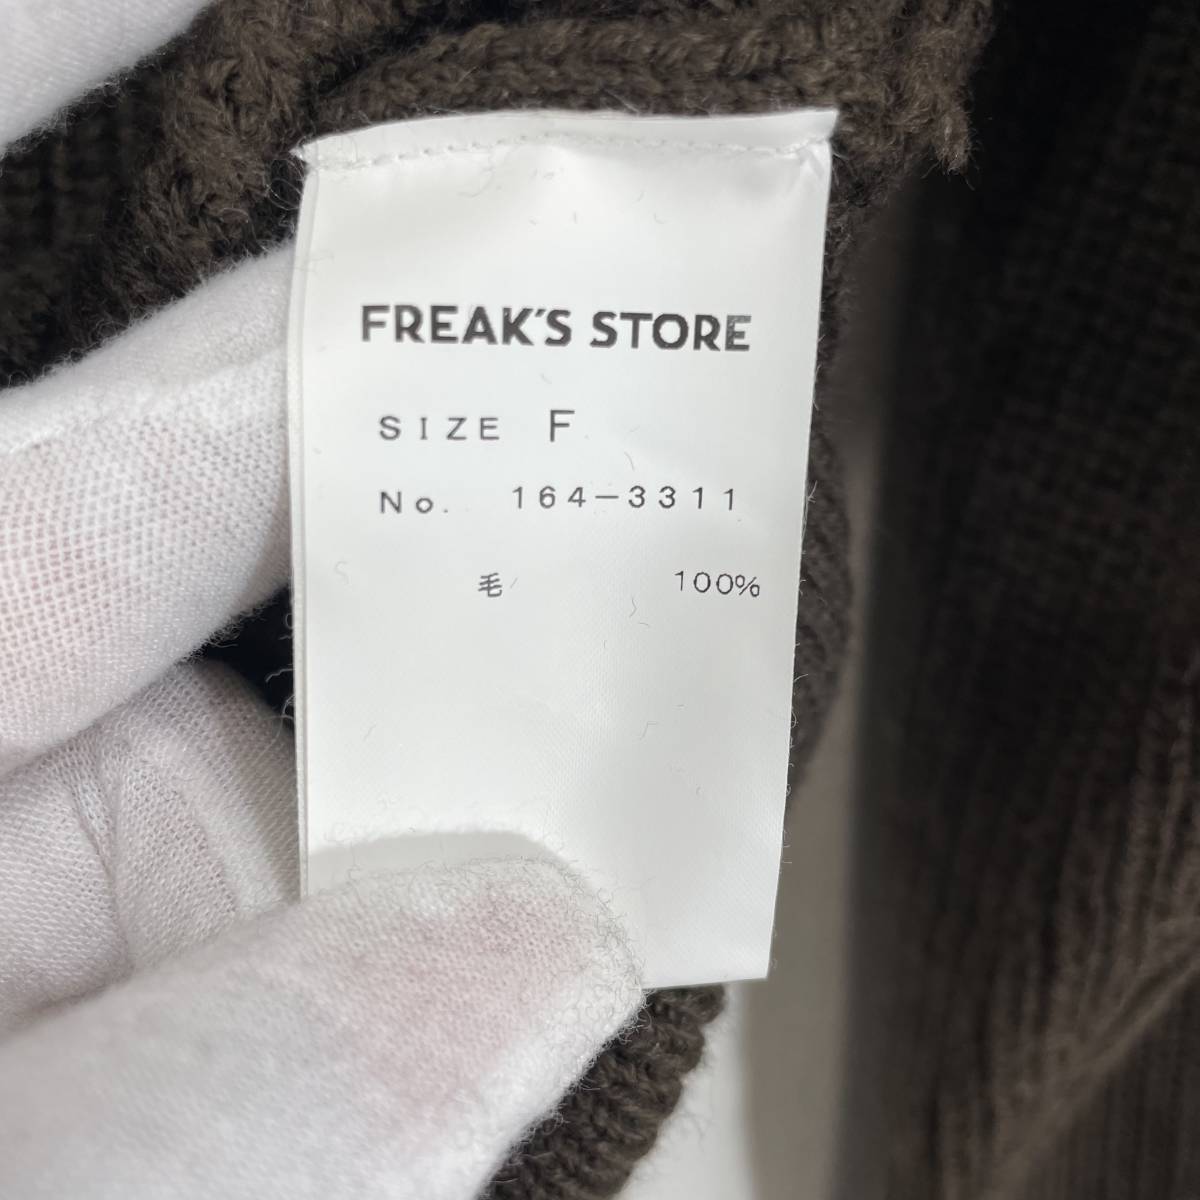 FREAK'S STORE
SIZE F
No. 164-3311
毛 100%